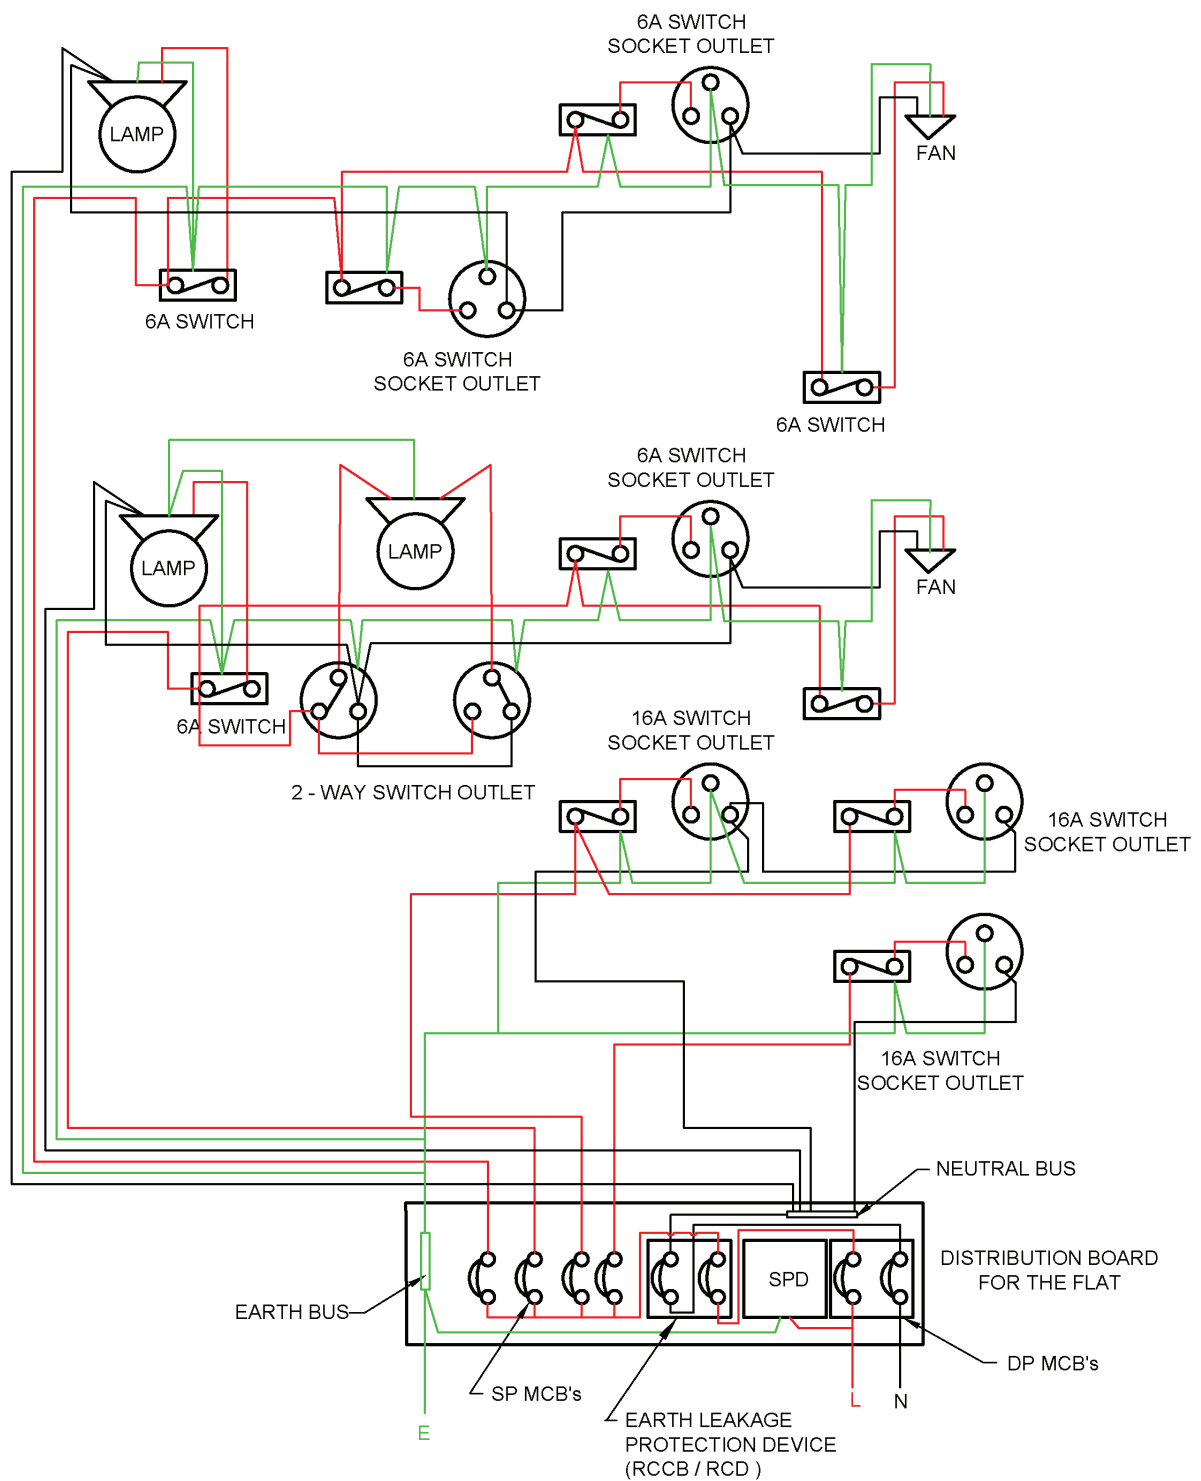 6A SWITCH
SOCKET OUTLET
LAMP
FAN
6A SWITCH
6A SWITCH
SOCKET OUTLET
6A SWITCH
6A SWITCH
SOCKET OUTLET
LAMP
LAMP
FAN
6A SWITCH
16A SWITCH
SOCKET OUTLET
2 - WAY SWITCH OUTLET
16A SWITCH
SOCKET OUTLET
16A SWITCH
SOCKET OUTLET
NEUTRAL BUS
DISTRIBUTION BOARD
FOR THE FLAT
SPD
EARTH BUS
DP MCB's
SP MCB's
L
N
E
EARTH LEAKAGE
PROTECTION DEVICE
(RCCB / RCD )